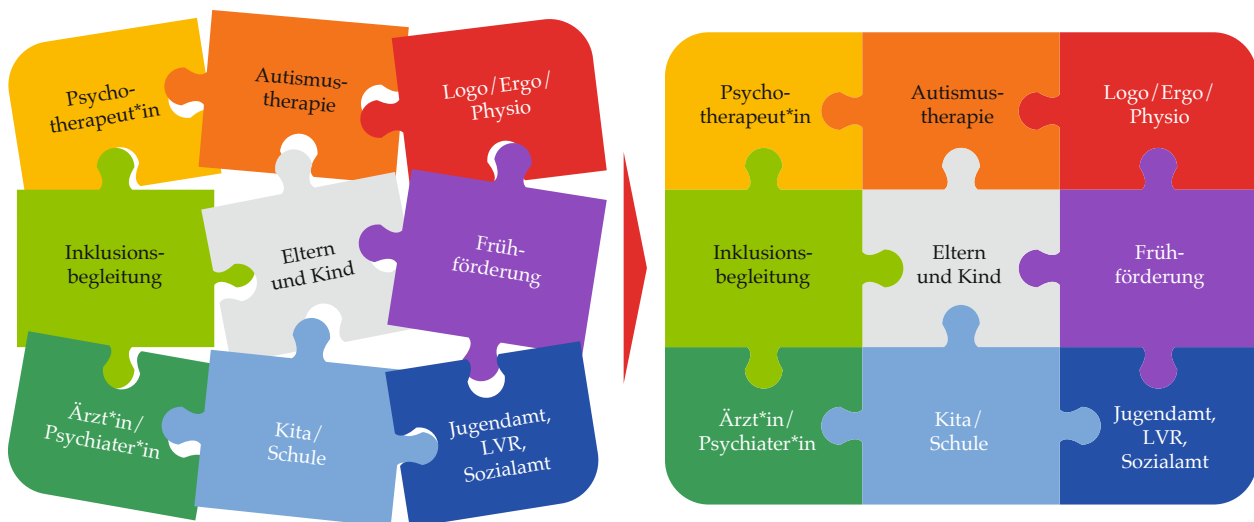 Psycho-
therapeut*in
Autismus-
therapie
Logo/Ergo/
Physio
Inklusions-
begleitung
Eltern
und Kind
Früh-
förderung
Ärzt*in/
Psychiater*in
Kita/
Schule
Jugendamt,
LVR,
Sozialamt
Psycho-
therapeut*in
Autismus-
therapie
Logo/Ergo/
Physio
Inklusions-
begleitung
Eltern
und Kind
Früh-
förderung
Ärzt*in/
Psychiater*in
Kita/
Schule
Jugendamt,
LVR,
Sozialamt